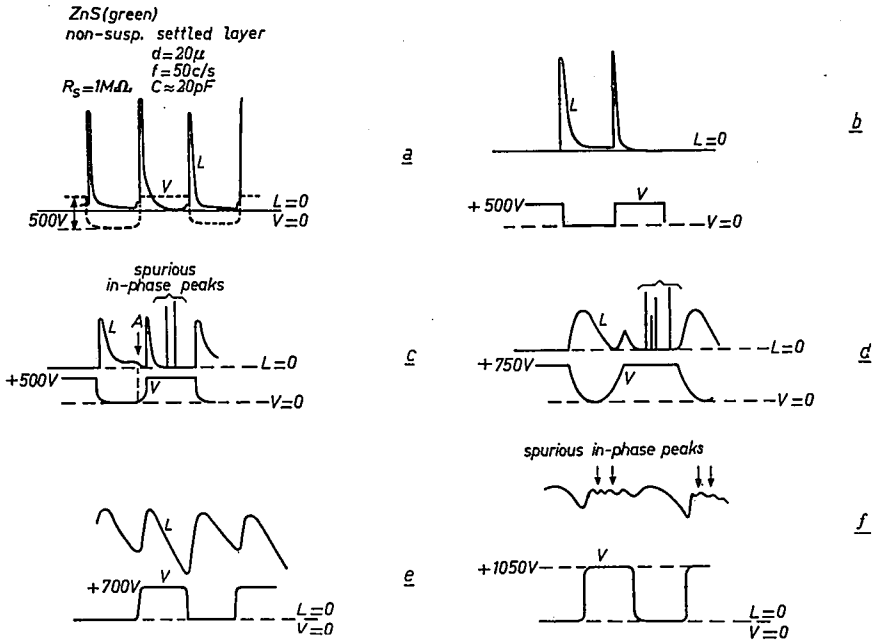 ZnS(green)
non-susp. settled layer
d=20μ
f=50c/s
Rs=1MΩ. C≈20pF
L
V
L=0
V=0
500V
a
L
L=0
+500V
V
V=0
b
spurious
in-phase peaks
A
L
L=0
+500V
V
V=0
c
L
L=0
+750V
V
V=0
d
L
+700V
V
L=0
V=0
e
spurious in-phase peaks
+1050V
V
L=0
V=0
f